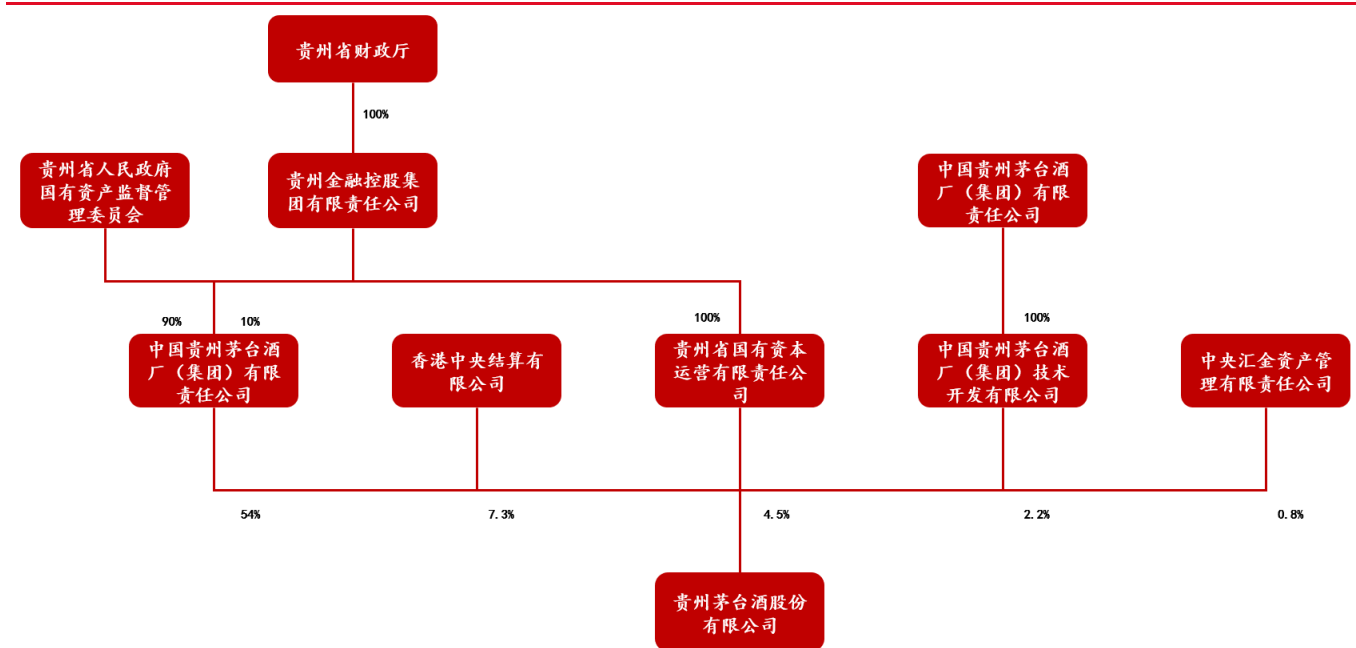 贵州省财政厅
100%
贵州省人民政府
国有资产监督管
理委员会
贵州金融控股集
团有限责任公司
中国贵州茅台酒
厂（集团）有限
责任公司
90%
10%
100%
100%
中国贵州茅台酒
厂（集团）有限
责任公司
香港中央结算有
限公司
贵州省国有资本
运营有限责任公
司
中国贵州茅台酒
厂（集团）技术
开发有限公司
中央汇金资产管
理有限责任公司
54%
7.3%
4.5%
2.2%
0.8%
贵州茅台酒股份
有限公司